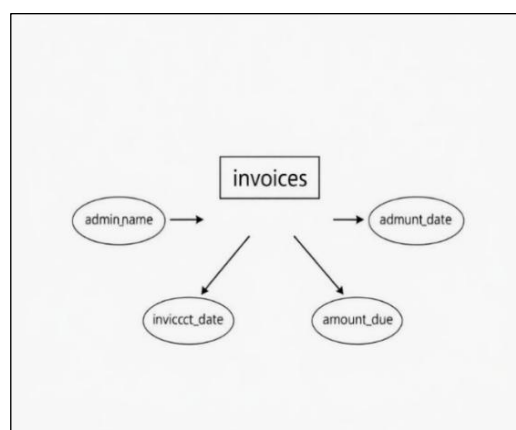 invoices
admin_name
admunt_date
inviccct_date
amount_due